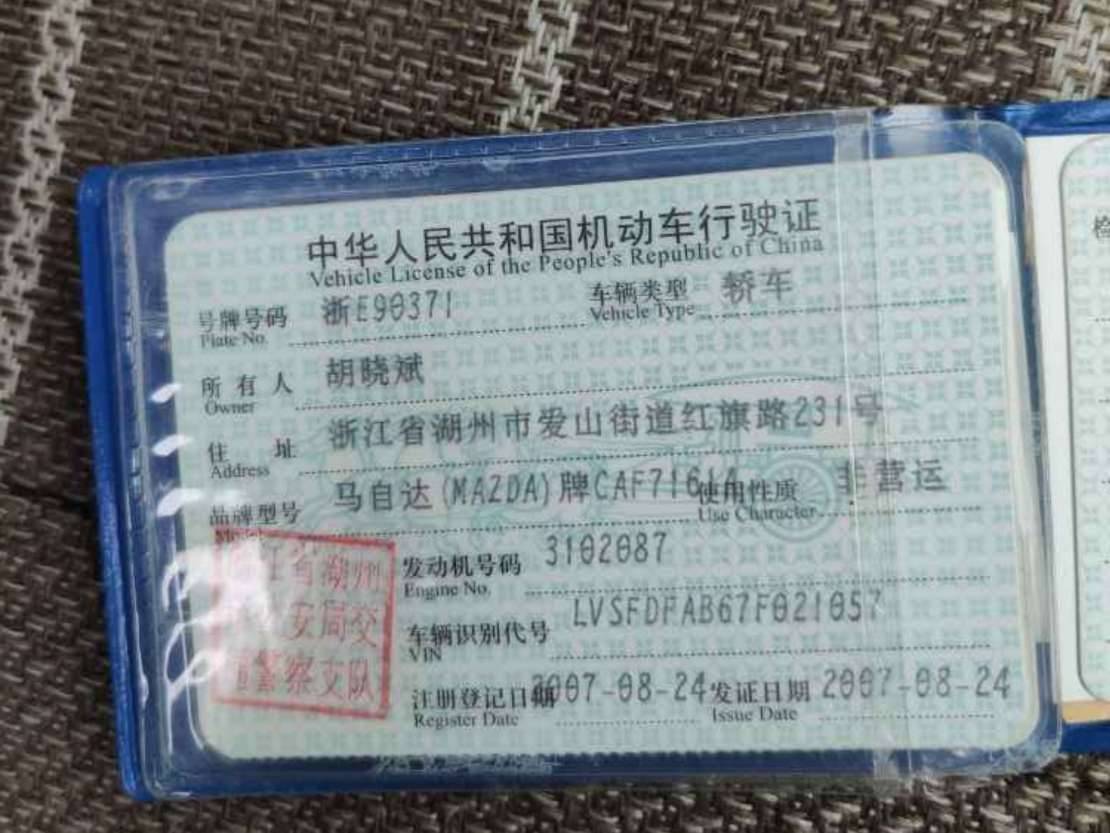 中华人民共和国机动车行驶证
Vehicle License of the People's Republic of China
号牌号码 浙E90371 车辆类型 轿车
Plate No. Vehicle Type
所有人 胡晓斌
Owner
住址 浙江省湖州市爱山街道红旗路231号
Address
品牌型号 马自达(MAZDA)牌CAF7161A 使用性质 非营运
Model Use Character
江省湖州
安局交
警察支队
发动机号码 3102087
Engine No.
车辆识别代号 LVSFDFAB67F021057
VIN
注册登记日期 2007-08-24 发证日期 2007-08-24
Register Date Issue Date
检